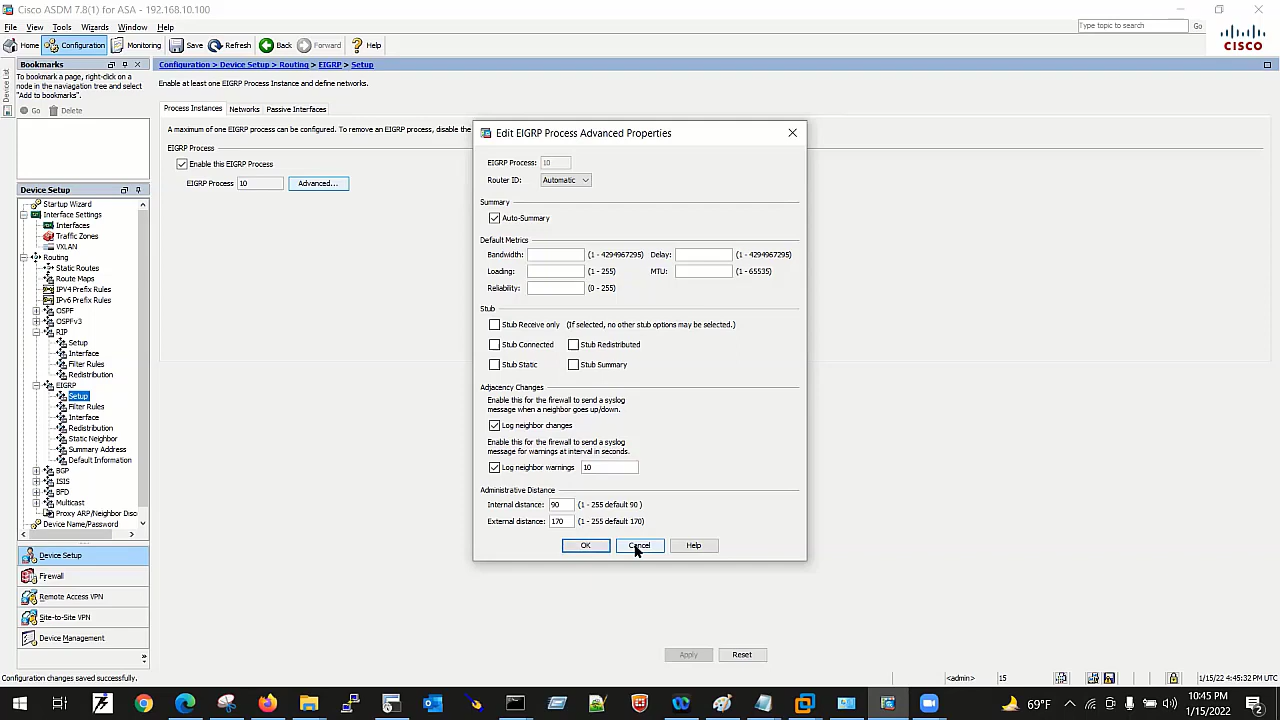 Cisco ASDM 7.8(1) for ASA - 192.168.10.100
File View Tools Wizards Window Help
Type to search Go
Home Configuration Monitoring Save Refresh Back Forward Help
CISCO
Device List
Bookmarks
To bookmark a page, right-click on a node in the navigation tree and select "Add to bookmarks".
Go Delete
Device Setup
Startup Wizard
Interface Settings
Interfaces
Traffic Zones
VXLAN
Routing
Static Routes
Route Maps
IPV4 Prefix Rules
IPv6 Prefix Rules
OSPF
OSPFv3
RIP
Setup
Interface
Filter Rules
Redistribution
EIGRP
Setup
Filter Rules
Interface
Redistribution
Static Neighbor
Summary Address
Default Information
BGP
ISIS
BFD
Multicast
Proxy ARP/Neighbor Disc
Device Name/Password
Device Setup
Firewall
Remote Access VPN
Site-to-Site VPN
Device Management
Configuration > Device Setup > Routing > EIGRP > Setup
Enable at least one EIGRP Process Instance and define networks.
Process Instances Networks Passive Interfaces
A maximum of one EIGRP process can be configured. To remove an EIGRP process, disable the
EIGRP Process
Enable this EIGRP Process
EIGRP Process 10 Advanced...
Edit EIGRP Process Advanced Properties
EIGRP Process: 10
Router ID: Automatic
Summary
Auto-Summary
Default Metrics
Bandwidth: (1 - 4294967295) Delay: (1 - 4294967295)
Loading: (1 - 255) MTU: (1 - 65535)
Reliability: (0 - 255)
Stub
Stub Receive only (If selected, no other stub options may be selected.)
Stub Connected Stub Redistributed
Stub Static Stub Summary
Adjacency Changes
Enable this for the firewall to send a syslog
message when a neighbor goes up/down.
Log neighbor changes
Enable this for the firewall to send a syslog
message for warnings at interval in seconds.
Log neighbor warnings 10
Administrative Distance
Internal distance: 90 (1 - 255 default 90 )
External distance: 170 (1 - 255 default 170)
OK Cancel Help
Apply Reset
Configuration changes saved successfully. <admin> 15 1/15/22 4:45:32 PM UTC
69°F 10:45 PM
1/15/2022
2